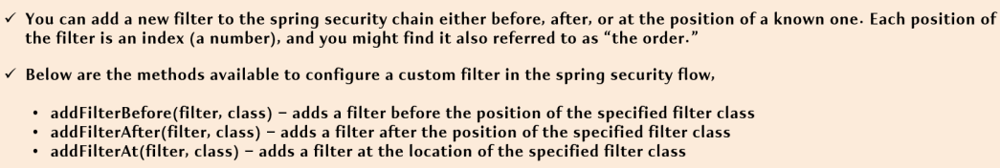 ✓ You can add a new filter to the spring security chain either before, after, or at the position of a known one. Each position of
the filter is an index (a number), and you might find it also referred to as “the order.”
✓ Below are the methods available to configure a custom filter in the spring security flow,
• addFilterBefore(filter, class) – adds a filter before the position of the specified filter class
• addFilterAfter(filter, class) – adds a filter after the position of the specified filter class
• addFilterAt(filter, class) – adds a filter at the location of the specified filter class